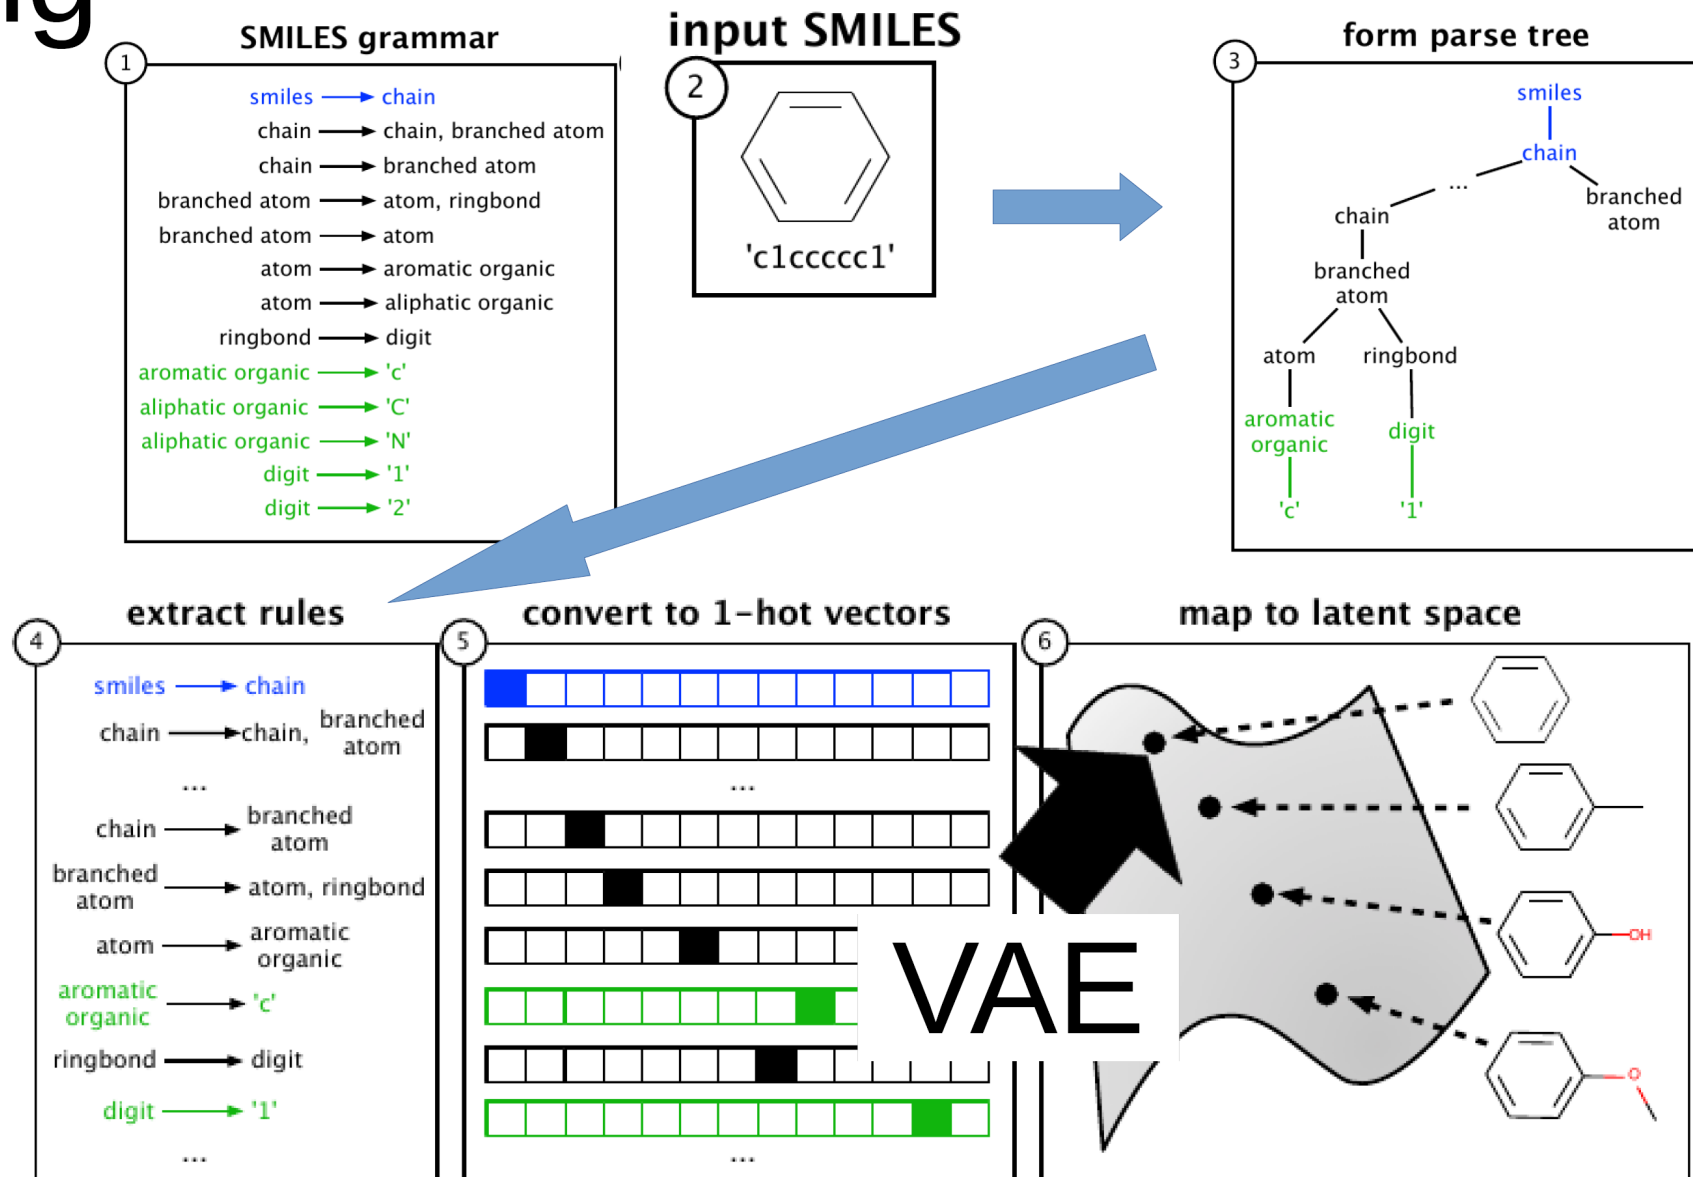 ng
SMILES grammar
1
smiles → chain
chain → chain, branched atom
chain → branched atom
branched atom → atom, ringbond
branched atom → atom
atom → aromatic organic
atom → aliphatic organic
ringbond → digit
aromatic organic → 'c'
aliphatic organic → 'C'
aliphatic organic → 'N'
digit → '1'
digit → '2'
input SMILES
2
'c1ccccc1'
form parse tree
3
smiles
chain
...
branched
atom
chain
branched
atom
atom ringbond
aromatic
organic
digit
'c' '1'
extract rules
4
smiles → chain
chain → chain, branched
atom
...
chain → branched
atom
branched
atom → atom, ringbond
atom → aromatic
organic
aromatic
organic → 'c'
ringbond → digit
digit → '1'
...
convert to 1-hot vectors
5
...
...
VAE
map to latent space
6
OH
O